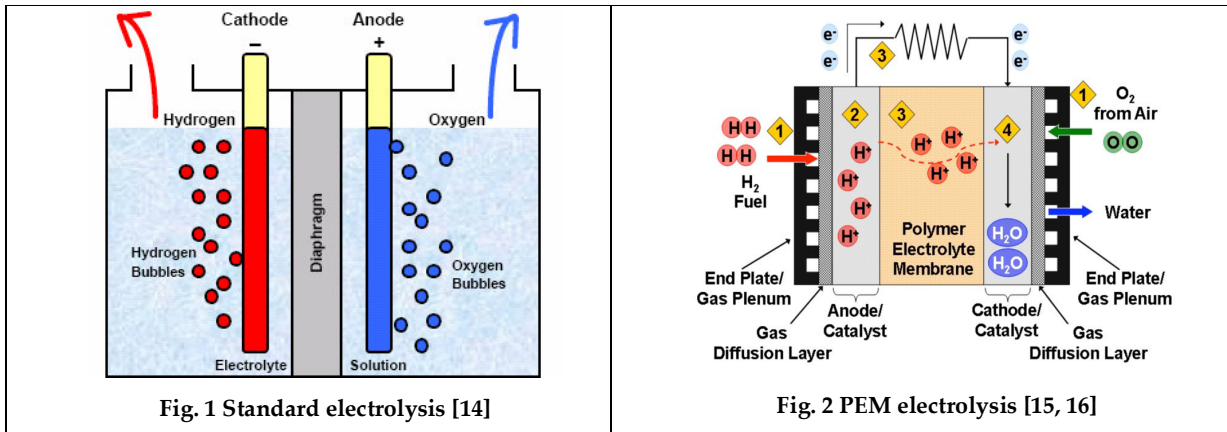 Cathode
Anode
−
+
Hydrogen
Oxygen
Hydrogen
Bubbles
Diaphragm
Oxygen
Bubbles
Electrolyte
Solution
Fig. 1 Standard electrolysis [14]
e-
e-
3
e-
e-
1
O2
from Air
HH
HH
1
2
3
4
OO
H2
Fuel
H+
H+
H+
H+
H+
H+
H+
H+
H+
Water
Polymer
Electrolyte
Membrane
H2O
H2O
End Plate/
Gas Plenum
End Plate/
Gas Plenum
Anode/
Catalyst
Cathode/
Catalyst
Gas
Diffusion Layer
Gas
Diffusion Layer
Fig. 2 PEM electrolysis [15, 16]